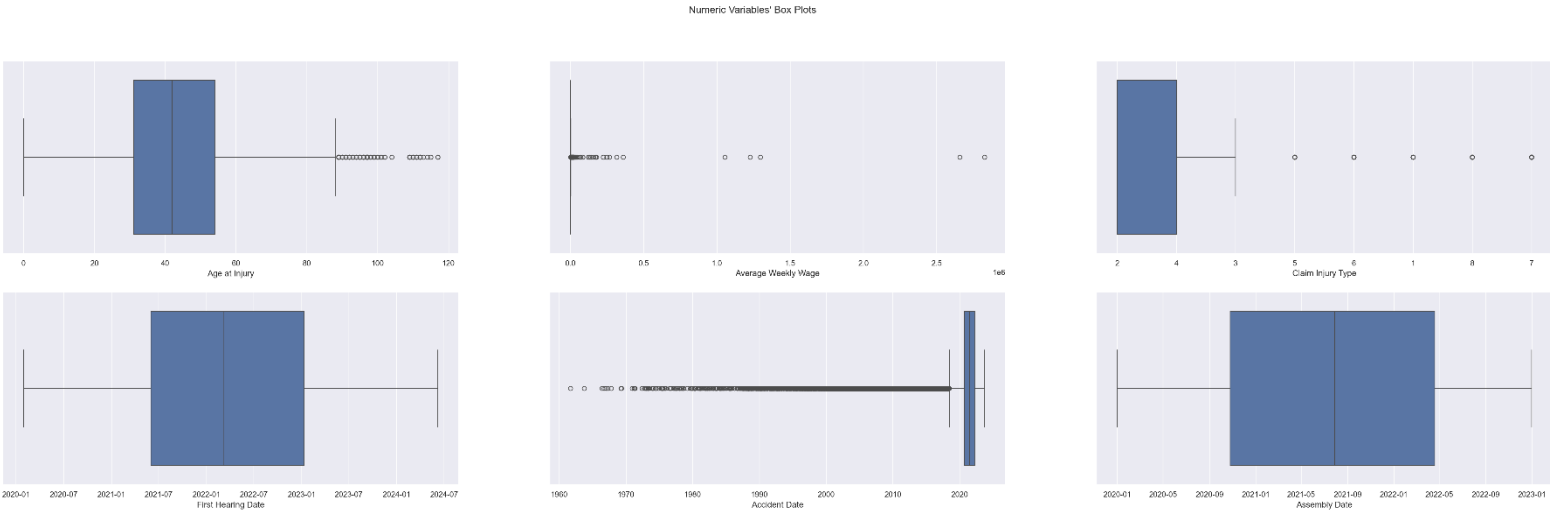 Numeric Variables' Box Plots
0 20 40 60 80 100 120
Age at Injury
0.0 0.5 1.0 1.5 2.0 2.5
1e6
Average Weekly Wage
2 4 3 5 6 1 8 7
Claim Injury Type
2020-01 2020-07 2021-01 2021-07 2022-01 2022-07 2023-01 2023-07 2024-01 2024-07
First Hearing Date
1960 1970 1980 1990 2000 2010 2020
Accident Date
2020-01 2020-05 2020-09 2021-01 2021-05 2021-09 2022-01 2022-05 2022-09 2023-01
Assembly Date